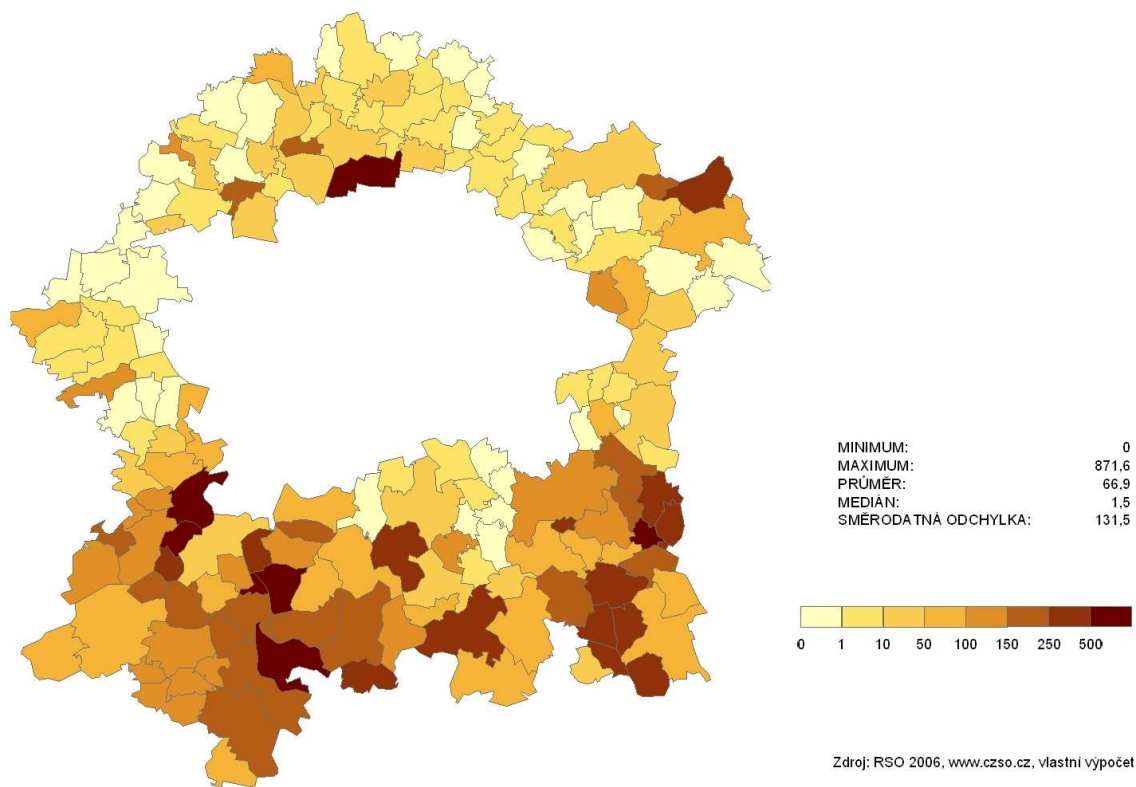 MINIMUM: 0
MAXIMUM: 871,6
PRŮMĚR: 66,9
MEDIÁN: 1,5
SMĚRODATNÁ ODCHYLKA: 131,5
0 1 10 50 100 150 250 500
Zdroj: RSO 2006, www.czso.cz, vlastní výpočet